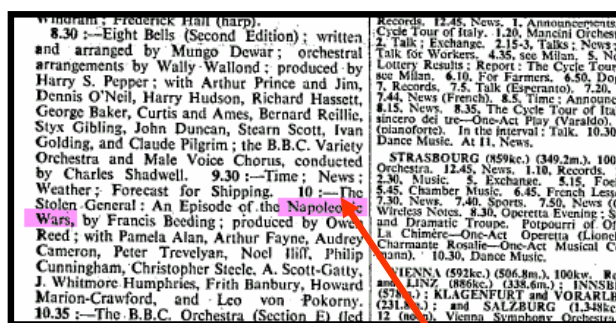 Windram; Frederick Hall (harp).
8.30 :—Eight Bells (Second Edition); written
and arranged by Mungo Dewar; orchestral
arrangements by Wally Wallond; produced by
Harry S. Pepper; with Arthur Prince and Jim,
Dennis O'Neil, Harry Hudson, Richard Hassett,
George Baker, Curtis and Ames, Bernard Reillie,
Styx Gibling, John Duncan, Stearn Scott, Ivan
Golding, and Claude Pilgrim; the B.B.C. Variety
Orchestra and Male Voice Chorus, conducted
by Charles Shadwell. 9.30—Time; News;
Weather; Forecast for Shipping. 10 :—The
Stolen General: An Episode of the Napoleonic
Wars, by Francis Beeding; produced by Owen
Reed; with Pamela Alan, Arthur Fayne, Audrey
Cameron, Peter Trevelyan, Noel Iliff, Philip
Cunningham, Christopher Steele, A. Scott-Gatty,
J. Whitmore Humphries, Frith Banbury, Howard
Marion-Crawford, and Leo von Pokorny.
10.35 :—The B.B.C. Orchestra (Section E) (led
Records. 12.45, News. 1, Announcements,
Cycle Tour of Italy. 1.20, Mancini
2, Talk; Exchange. 2.15-3, Talks; News
Talk for Workers. 4.35, see Milan. 5,
Lottery Results; Report: The Cycle Tour
see Milan. 6.10, For Farmers. 6.50,
7, Records. 7.5, Talk (Esperanto). 7.20,
7.44, News (French). 8.5, Time;
8.15, News. 8.35, The Cycle Tour of
sincero dei tre—One-Act Play (Varaldo).
(pianoforte). In the interval: Talk. 10.30
Dance Music. At 11, News.
STRASBOURG (859kc.) (349.2m.).
Orchestra. 12.45, News. 1.10, Records.
2.30, Music. 5, Exchange. 5.15,
5.45, Chamber Music. 6.45, French
7.30, News. 7.40, Sports. 7.50, News
Wireless Notes. 8.30, Operetta Evening;
and Dramatic Troupe. Potpourri of
La Chimère—One-Act Operetta
Charmante Rosalie—One-Act Musical
10.30, Dance Music.
VIENNA (592kc.) (506.8m.), 100kw.
and LINZ (886kc.) (338.6m.);
KLAGENFURT and
and SALZBURG
12 (noon), Vienna Symphony